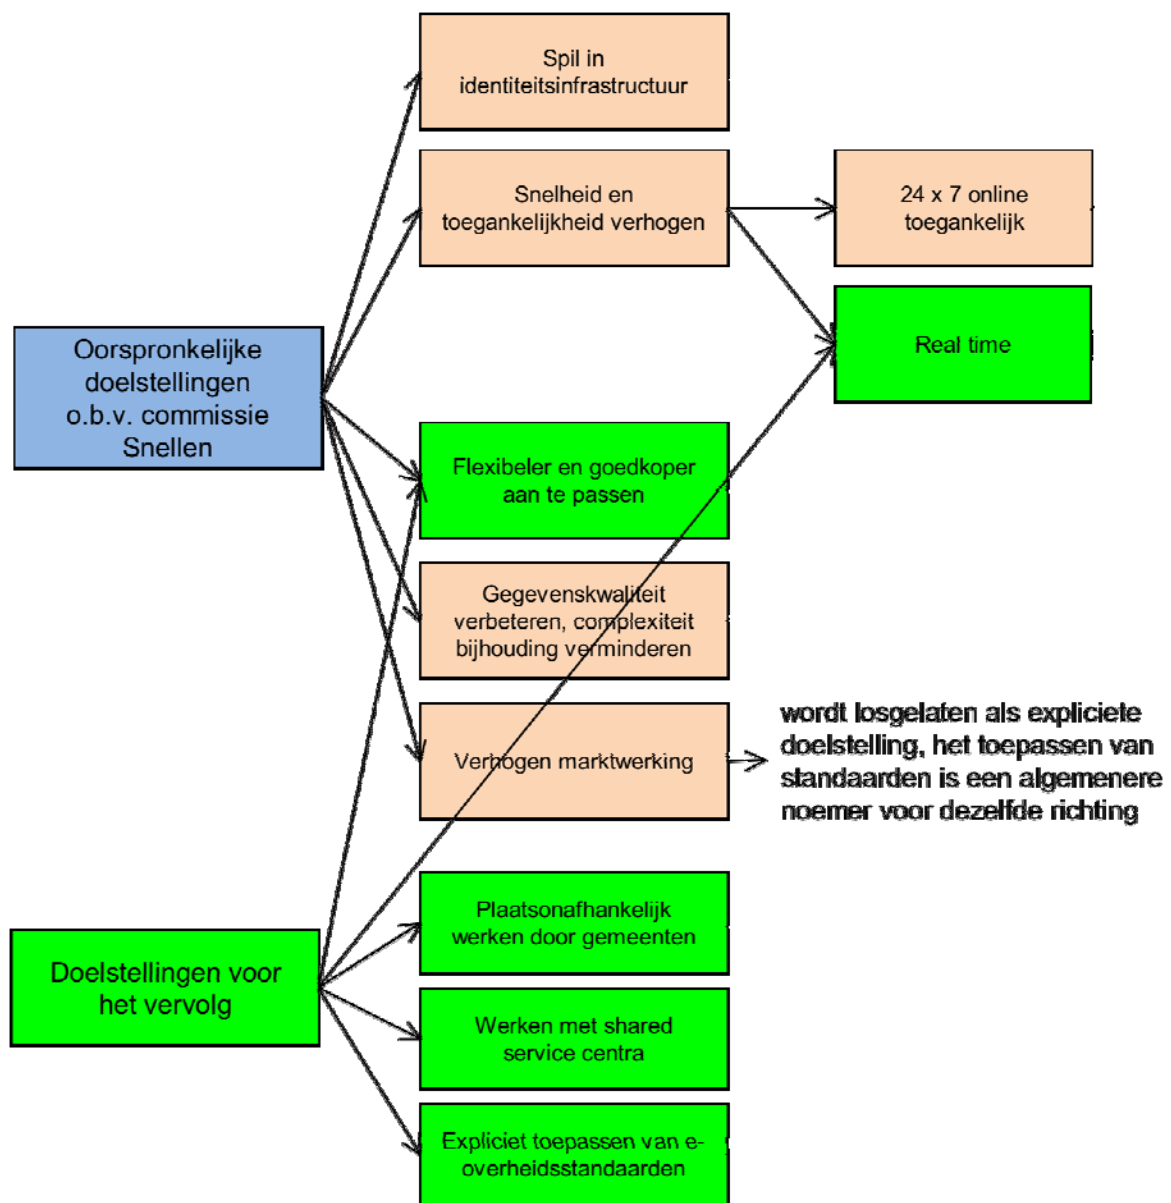 Spil in
identiteitsinfrastructuur
Snelheid en
toegankelijkheid verhogen
24 x 7 online
toegankelijk
Real time
Oorspronkelijke
doelstellingen
o.b.v. commissie
Snellen
Flexibeler en goedkoper
aan te passen
Gegevenskwaliteit
verbeteren, complexiteit
bijhouding verminderen
Verhogen marktwerking
wordt losgelaten als expliciete
doelstelling, het toepassen van
standaarden is een algemenere
noemer voor dezelfde richting
Plaatsonafhankelijk
werken door gemeenten
Doelstellingen voor
het vervolg
Werken met shared
service centra
Expliciet toepassen van e-
overheidsstandaarden